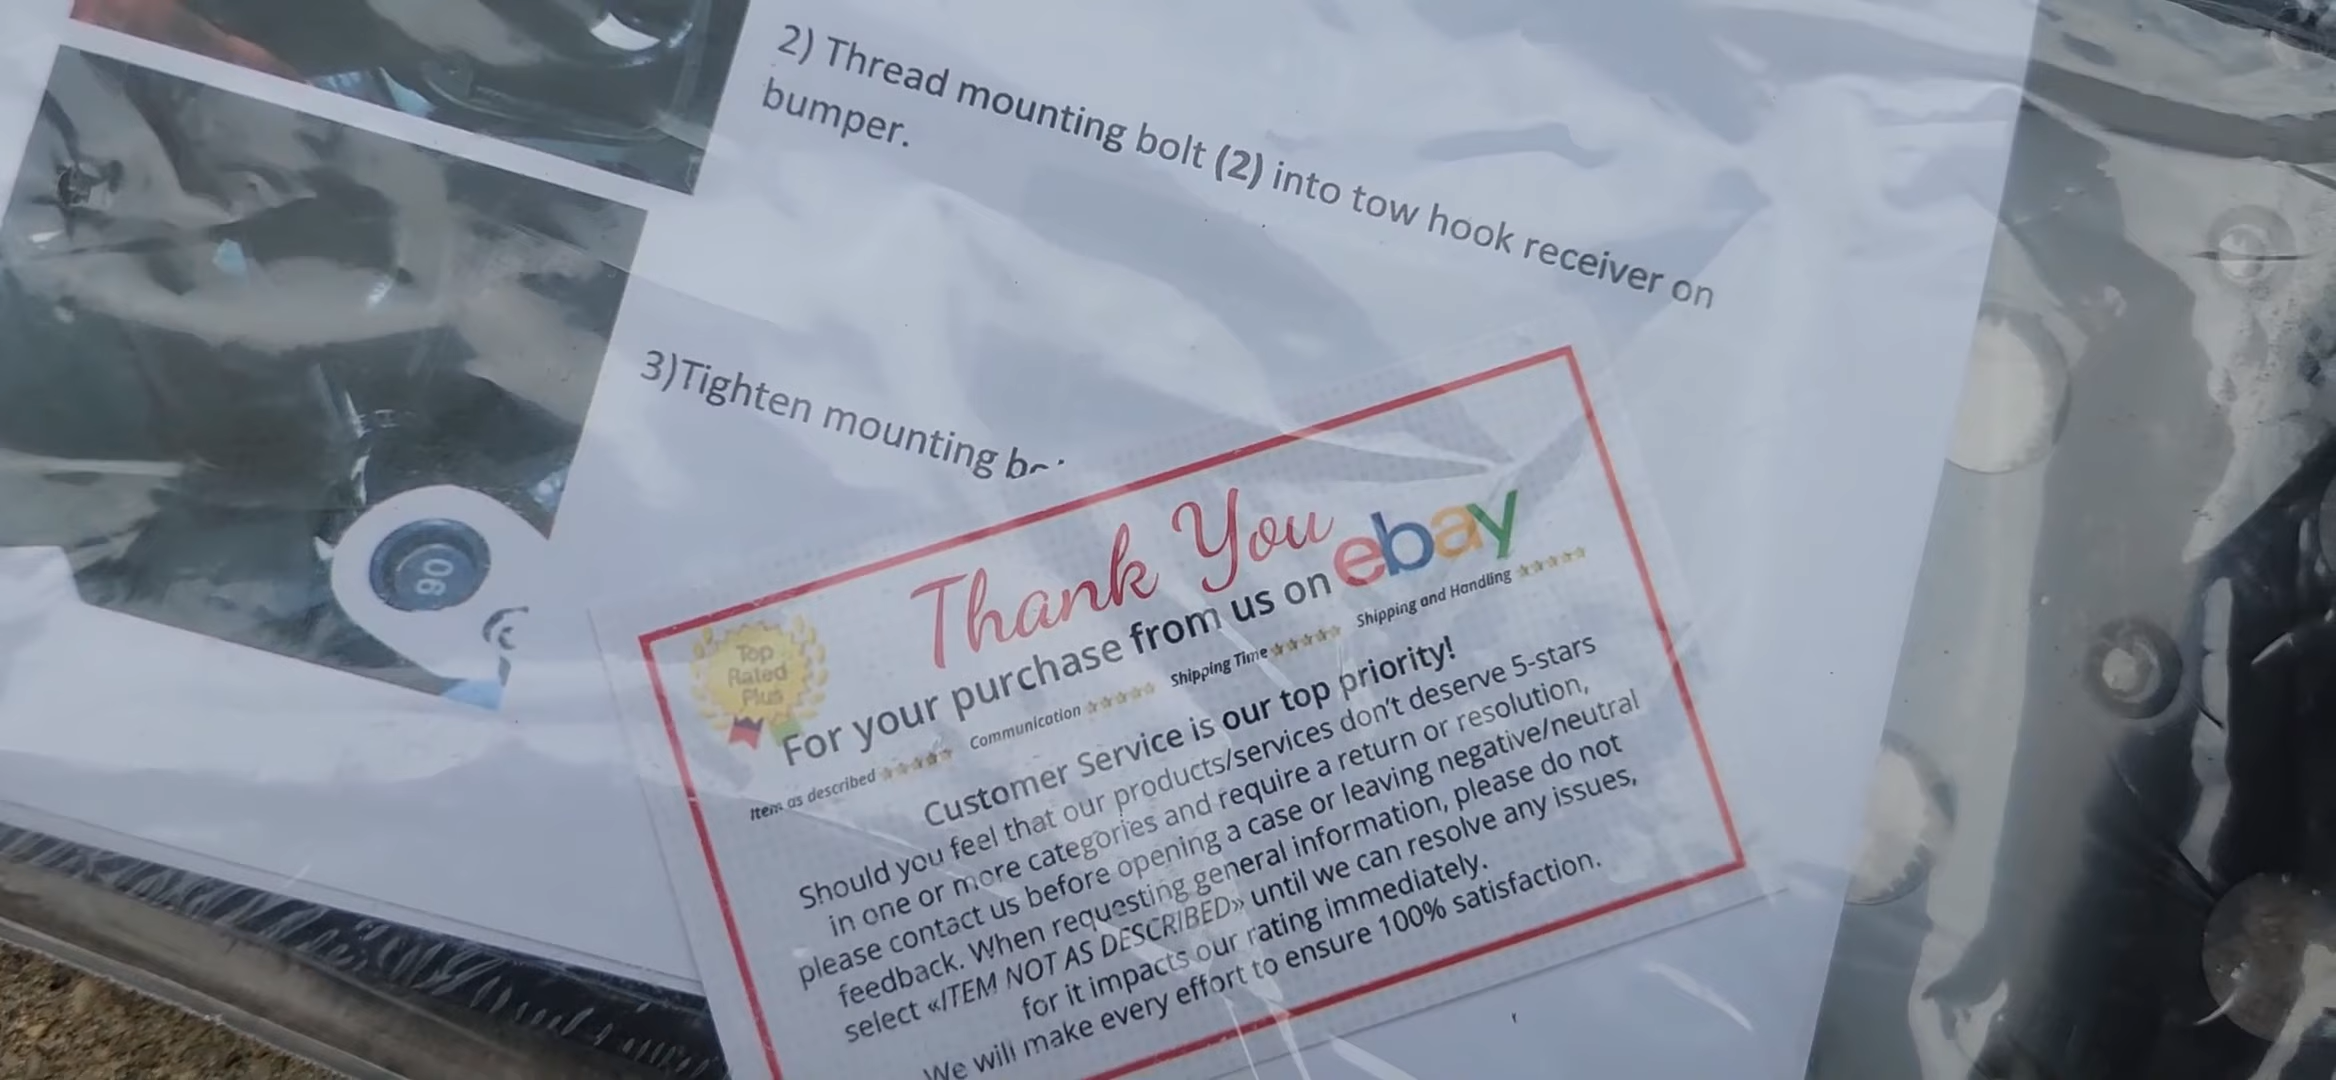 2) Thread mounting bolt (2) into tow hook receiver on
bumper.
3)Tighten mounting
06
Thank You
For your purchase from us on ebay
Top
Rated
Plus
Item as described
Communication
Shipping Time
Shipping and Handling
Customer Service is our top priority!
Should you feel that our products/services don't deserve 5-stars
in one or more categories and require a return or resolution,
please contact us before opening a case or leaving negative/neutral
feedback. When requesting general information, please do not
select «ITEM NOT AS DESCRIBED» until we can resolve any issues,
for it impacts our rating immediately.
We will make every effort to ensure 100% satisfaction.